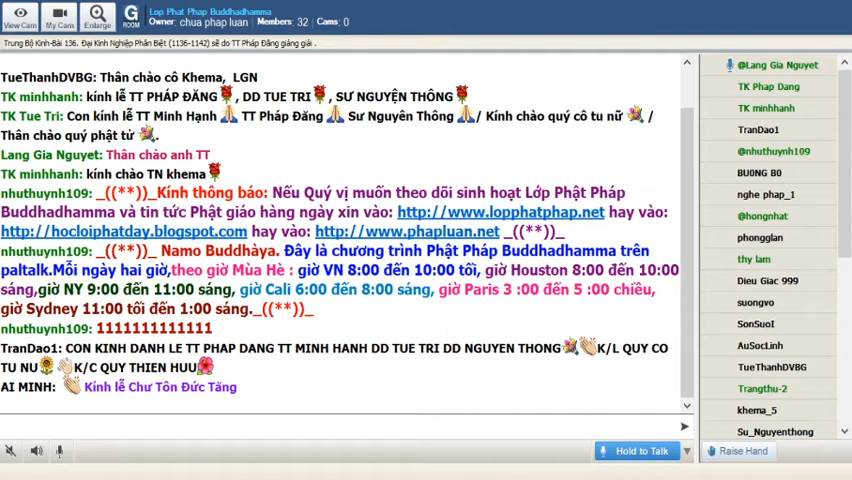 View Cam
My Cam
Enlarge
G
ROOM
Lop Phat Phap Buddhadhamma
Owner: chua phap luan Members: 32 Cams: 0
Trung Bộ Kinh-Bài 136. Đại Kinh Nghiệp Phân Biệt (1136-1142) sẽ do TT Pháp Đăng giảng giải .
TueThanhDVBG: Thân chào cô Khema, LGN
TK minhhanh: kính lễ TT PHÁP ĐĂNG, DD TUE TRI, SƯ NGUYỆN THÔNG
TK Tue Tri: Con kính lễ TT Minh Hạnh TT Pháp Đăng Sư Nguyên Thông / Kính chào quý cô tu nữ /
Thân chào quý phật tử .
Lang Gia Nguyet: Thân chào anh TT
TK minhhanh: kính chào TN khema
nhuthuynh109: _((**))_Kính thông báo: Nếu Quý vị muốn theo dõi sinh hoạt Lớp Phật Pháp
Buddhadhamma và tin tức Phật giáo hàng ngày xin vào: http://www.lopphatphap.net hay vào:
http://hocloiphatday.blogspot.com hay vào: http://www.phapluan.net _((**))_
nhuthuynh109: _((**))_ Namo Buddhàya. Đây là chương trình Phật Pháp Buddhadhamma trên
paltalk.Mỗi ngày hai giờ,theo giờ Mùa Hè : giờ VN 8:00 đến 10:00 tối, giờ Houston 8:00 đến 10:00
sáng,giờ NY 9:00 đến 11:00 sáng, giờ Cali 6:00 đến 8:00 sáng, giờ Paris 3 :00 đến 5 :00 chiều,
giờ Sydney 11:00 tối đến 1:00 sáng._((**))_
nhuthuynh109: 1111111111111
TranDao1: CON KINH DANH LE TT PHAP DANG TT MINH HANH DD TUE TRI DD NGUYEN THONG K/L QUY CO
TU NU K/C QUY THIEN HUU
AI MINH: Kính lễ Chư Tôn Đức Tăng
Hold to Talk
@Lang Gia Nguyet
TK Phap Dang
TK minhhanh
TranDao1
@nhuthuynh109
BU0NG B0
nghe phap_1
@hongnhat
phongglan
thy lam
Dieu Giac 999
suongvo
SonSuoI
AuSocLinh
TueThanhDVBG
Trangthu-2
khema_5
Su_Nguyenthong
Raise Hand